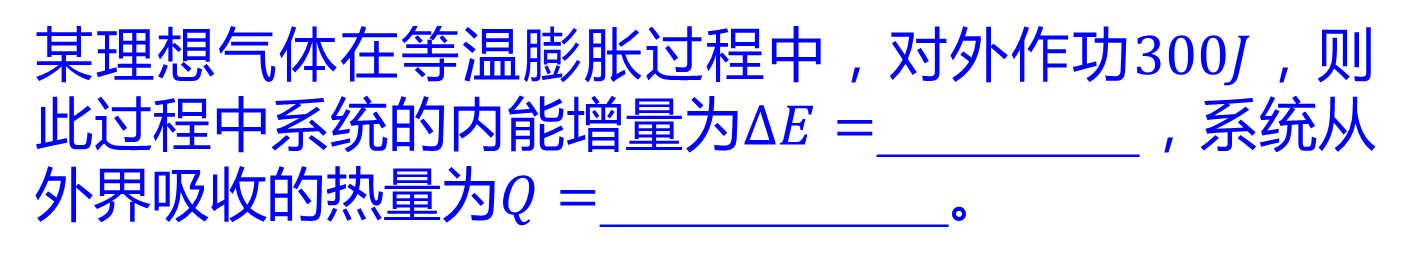 某理想气体在等温膨胀过程中，对外作功300J，则
此过程中系统的内能增量为ΔE =__________，系统从
外界吸收的热量为Q =_____________。